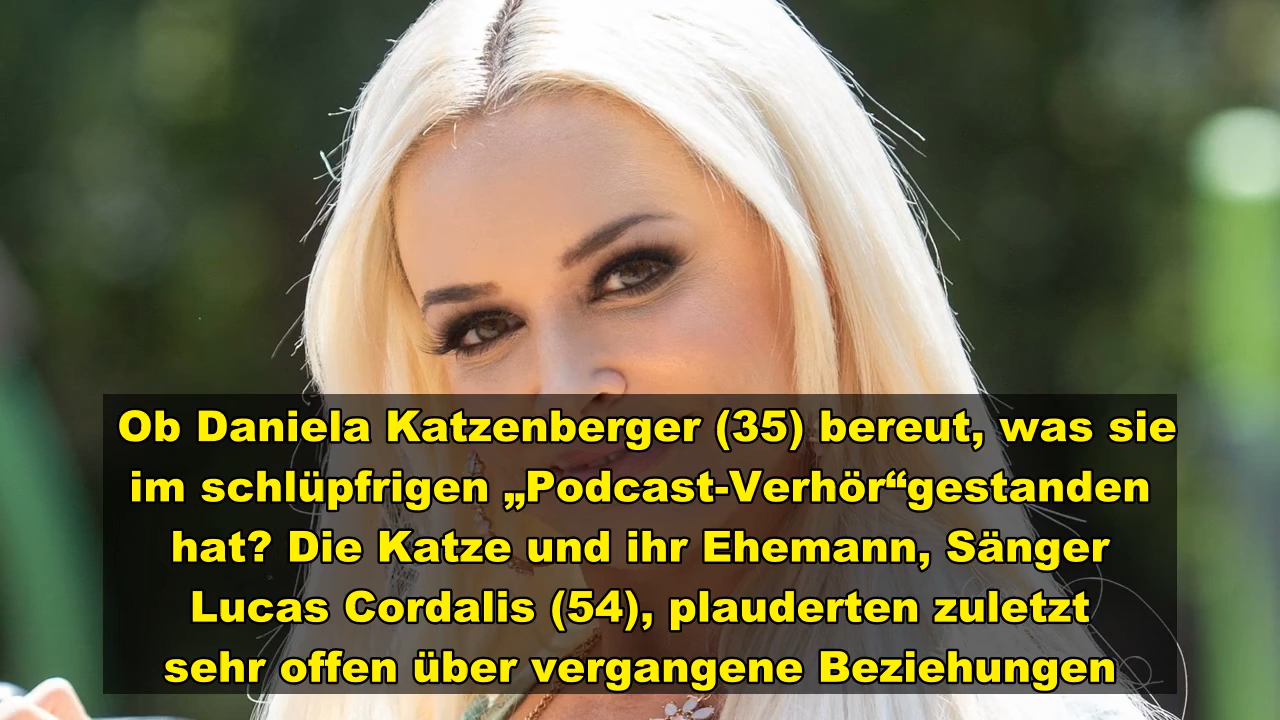 Ob Daniela Katzenberger (35) bereut, was sie
im schlüpfrigen „Podcast-Verhör“gestanden
hat? Die Katze und ihr Ehemann, Sänger
Lucas Cordalis (54), plauderten zuletzt
sehr offen über vergangene Beziehungen